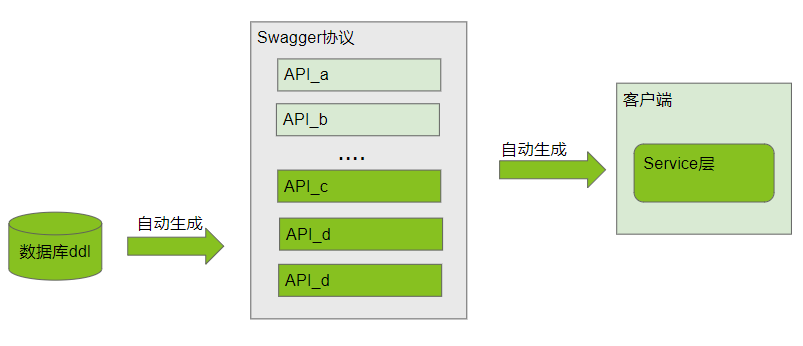 Swagger协议
API_a
API_b
....
API_c
API_d
API_d
数据库ddl
自动生成
自动生成
客户端
Service层